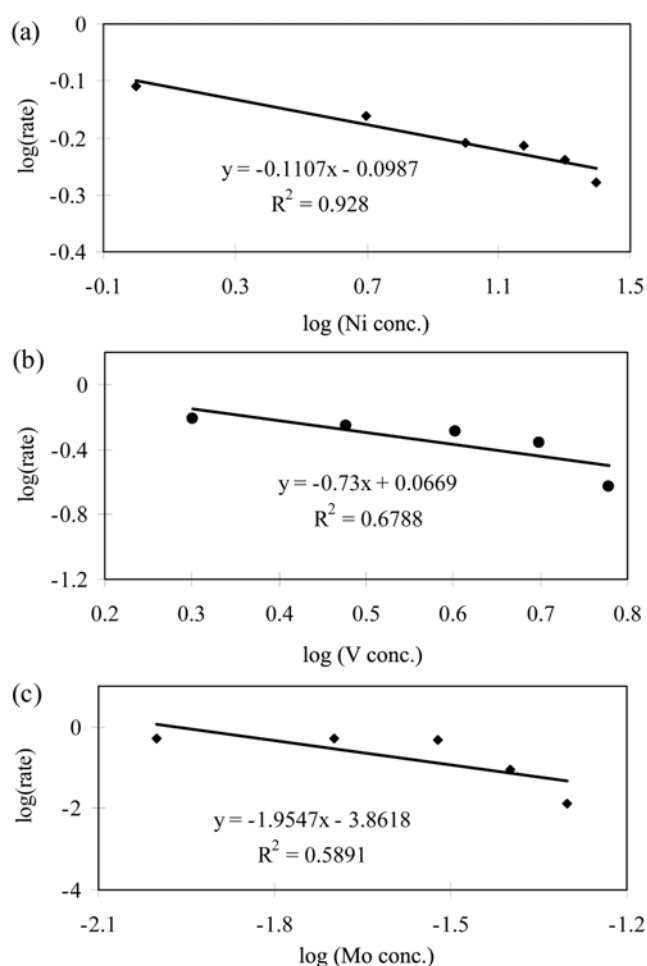 (a)
0
-0.1
-0.2
-0.3
-0.4
log(rate)
y = -0.1107x - 0.0987
R² = 0.928
-0.1 0.3 0.7 1.1 1.5
log (Ni conc.)
(b)
0
-0.4
-0.8
-1.2
log(rate)
y = -0.73x + 0.0669
R² = 0.6788
0.2 0.3 0.4 0.5 0.6 0.7 0.8
log (V conc.)
(c)
0
-2
-4
log(rate)
y = -1.9547x - 3.8618
R² = 0.5891
-2.1 -1.8 -1.5 -1.2
log (Mo conc.)